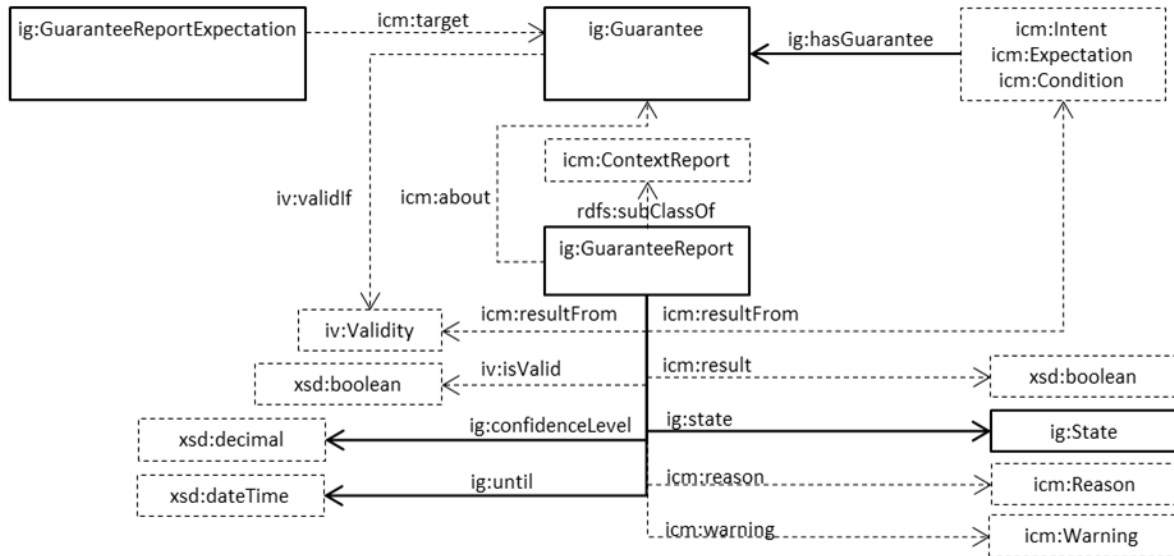 icm:target
ig:GuaranteeReportExpectation
ig:Guarantee
icm:Intent
ig:hasGuarantee
icm:Expectation
icm:Condition
icm:ContextReport
iv:validIf
icm:about
rdfs:subClassOf
ig:GuaranteeReport
icm:resultFrom
icm:resultFrom
iv:Validity
iv:isValid
icm:result
xsd:boolean
xsd:boolean
ig:confidenceLevel
ig:state
xsd:decimal
ig:State
ig:until
icm:reason
xsd:dateTime
icm:Reason
icm:warning
icm:Warning